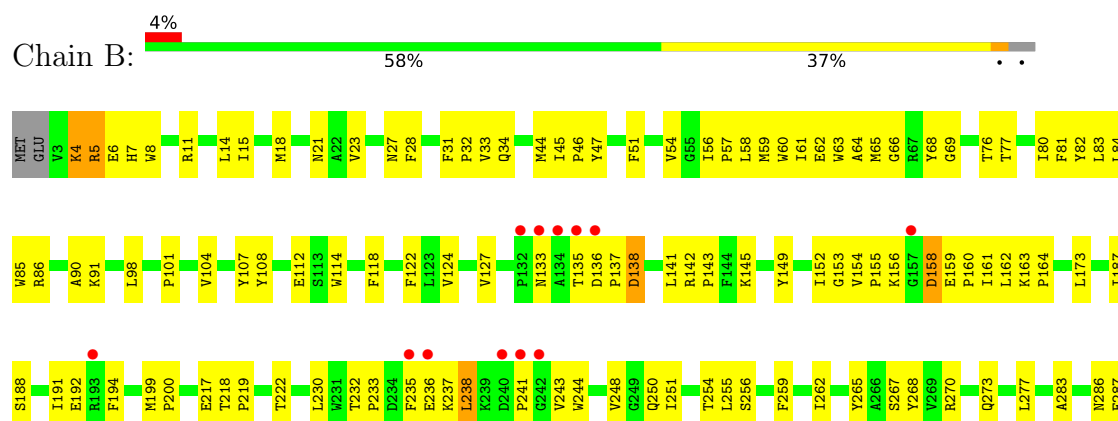 4%
Chain B:
58% 37% • •
MET GLU V3 K4 R5 E6 H7 W8 R11 L14 I15 M18 N21 A22 V23 N27 F28 F31 P32 V33 Q34 M44 I45 P46 Y47 F51 V54 G55 I56 P57 L58 M59 W60 I61 E62 W63 A64 M65 G66 R67 Y68 G69 T76 T77 I80 F81 Y82 L83 L84
W85 R86 A90 K91 L98 P101 V104 Y107 Y108 E112 S113 W114 F118 F122 L123 V124 V127 P132 N133 A134 T135 D136 P137 D138 L141 R142 P143 F144 K145 Y149 I152 G153 V154 P155 K156 G157 D158 E159 P160 I161 L162 K163 P164 L173 I187
S188 I191 E192 R193 F194 M199 P200 E217 T218 P219 T222 L230 W231 T232 P233 D234 F235 E236 K237 L238 K239 D240 P241 G242 V243 W244 V248 G249 Q250 I251 T254 L255 S256 F259 I262 Y265 A266 S267 Y268 V269 R270 Q273 L277 A283 N286